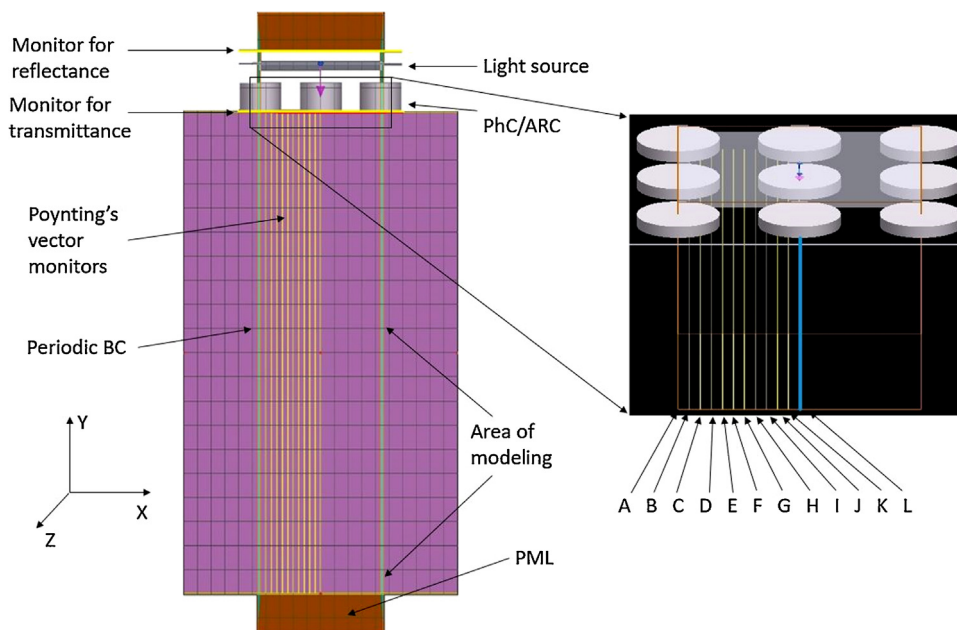 Monitor for
reflectance
Light source
Monitor for
transmittance
PhC/ARC
Poynting's
vector
monitors
Periodic BC
Area of
modeling
Y
X
Z
PML
A B C D E F G H I J K L